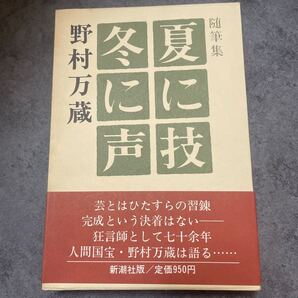 随筆集
夏に技
冬に声
野村万蔵
芸とはひたすらの習錬
完成という決着はない——
狂言師として七十余年
人間国宝・野村万蔵は語る……
新潮社版/定価950円